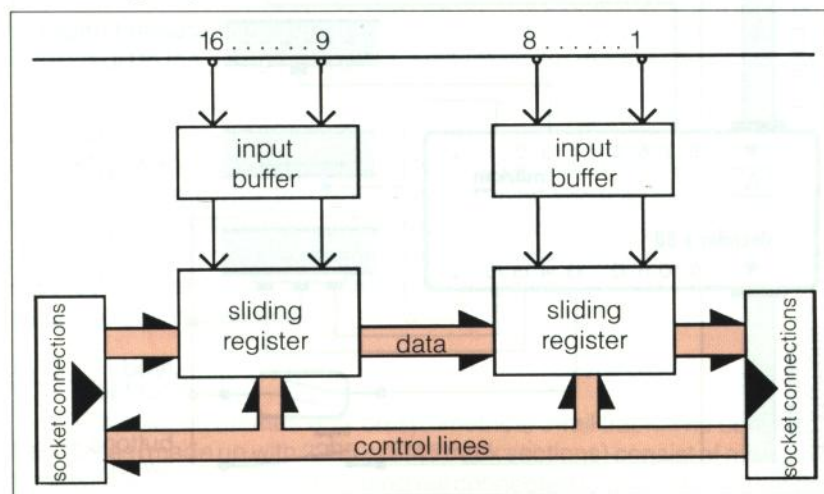 16.......9 8.......1
input
buffer
input
buffer
sliding
register
sliding
register
data
control lines
socket connections
socket connections